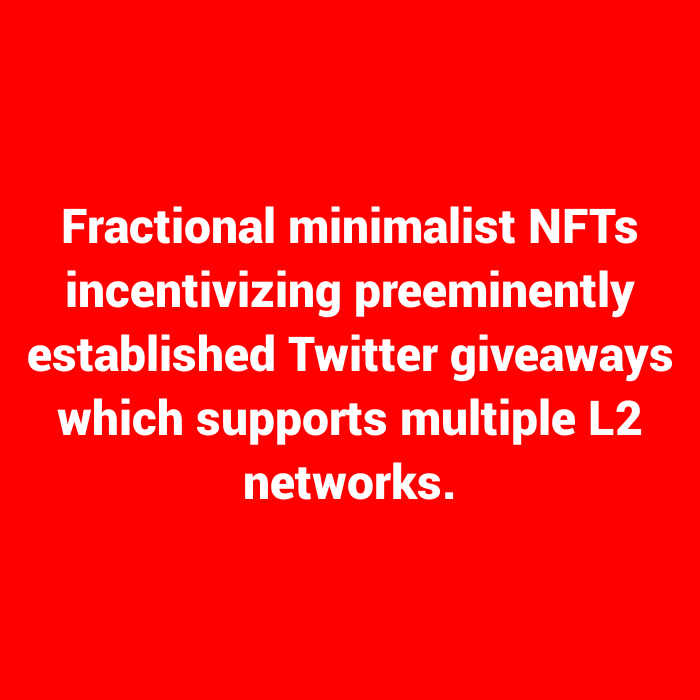 Fractional minimalist NFTs
incentivizing preeminently
established Twitter giveaways
which supports multiple L2
networks.